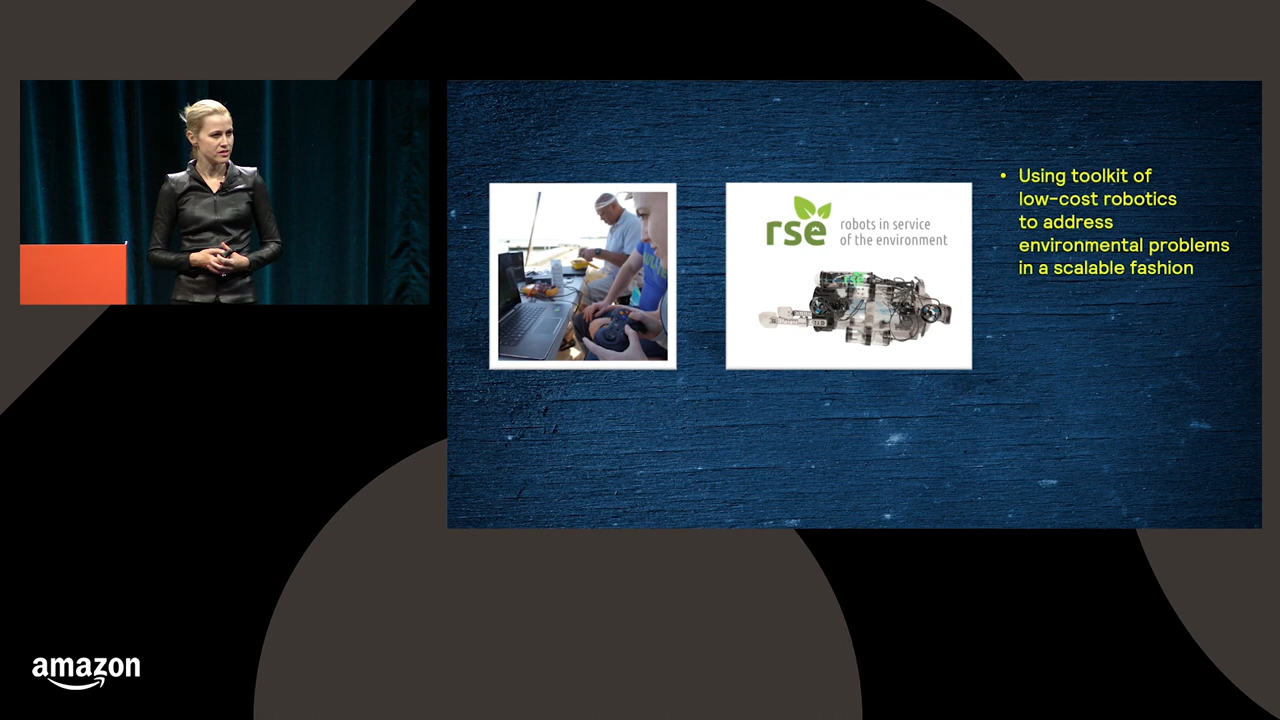 rse
robots in service
of the environment
• Using toolkit of
low-cost robotics
to address
environmental problems
in a scalable fashion
amazon